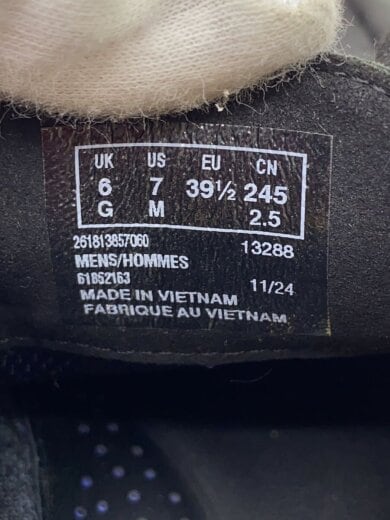 UK US EU CN
6 7 39½ 245
G M 2.5
261813857060 13288
MENS/HOMMES
61852163 11/24
MADE IN VIETNAM
FABRIQUE AU VIETNAM